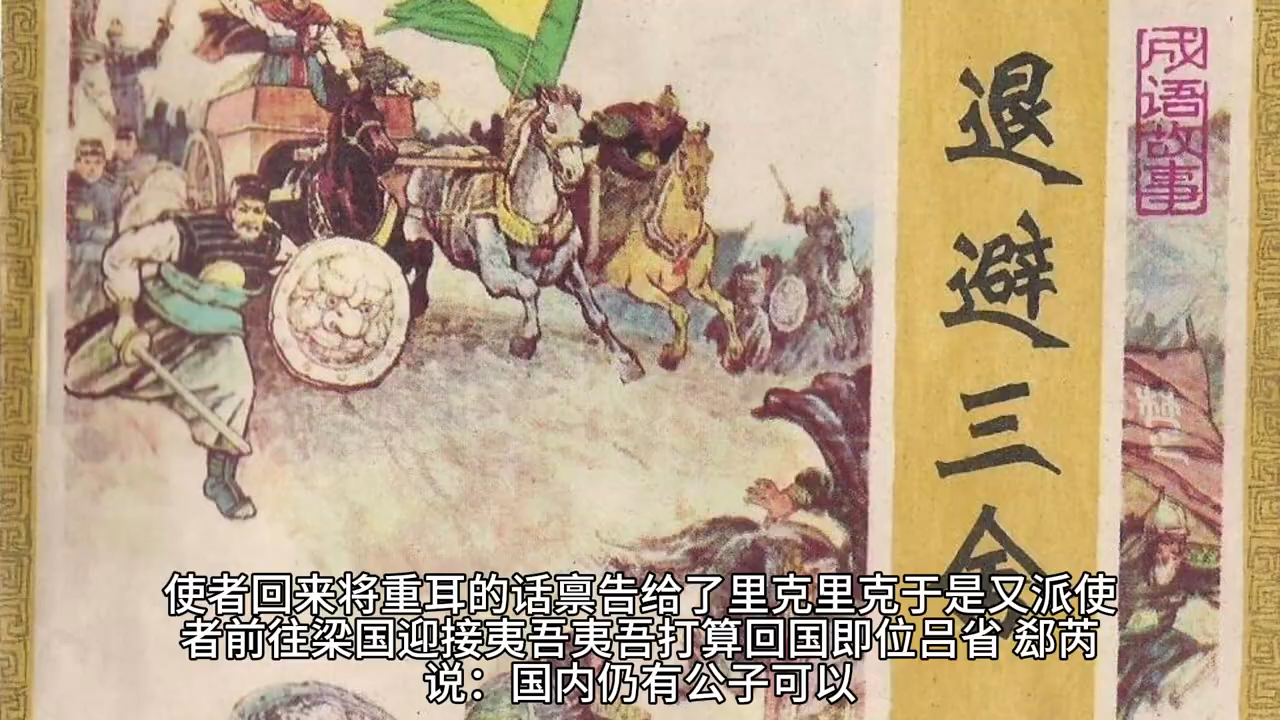 成语故事
退避三舍
使者回来将重耳的话禀告给了里克里克于是又派使
者前往梁国迎接夷吾夷吾打算回国即位吕省 郄芮
说：国内仍有公子可以